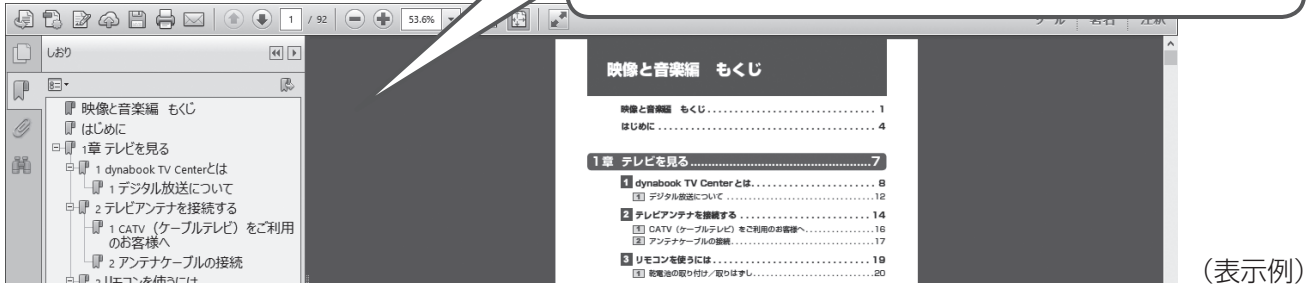 1 / 92 53.6% ツール 署名 注釈
しおり
映像と音楽編 もくじ
はじめに
1章 テレビを見る
1 dynabook TV Centerとは
1 デジタル放送について
2 テレビアンテナを接続する
1 CATV（ケーブルテレビ）をご利用
のお客様へ
2 アンテナケーブルの接続
3 リモコンを使うには
映像と音楽編 もくじ
映像と音楽編 もくじ.............................. 1
はじめに ...................................... 4
1章 テレビを見る..................................................7
1 dynabook TV Centerとは...................... 8
1 デジタル放送について ..................................12
2 テレビアンテナを接続する ....................... 14
1 CATV（ケーブルテレビ）をご利用のお客様へ................16
2 アンテナケーブルの接続..................................17
3 リモコンを使うには ............................ 19
1 乾電池の取り付け／取りはずし.............................20
（表示例）